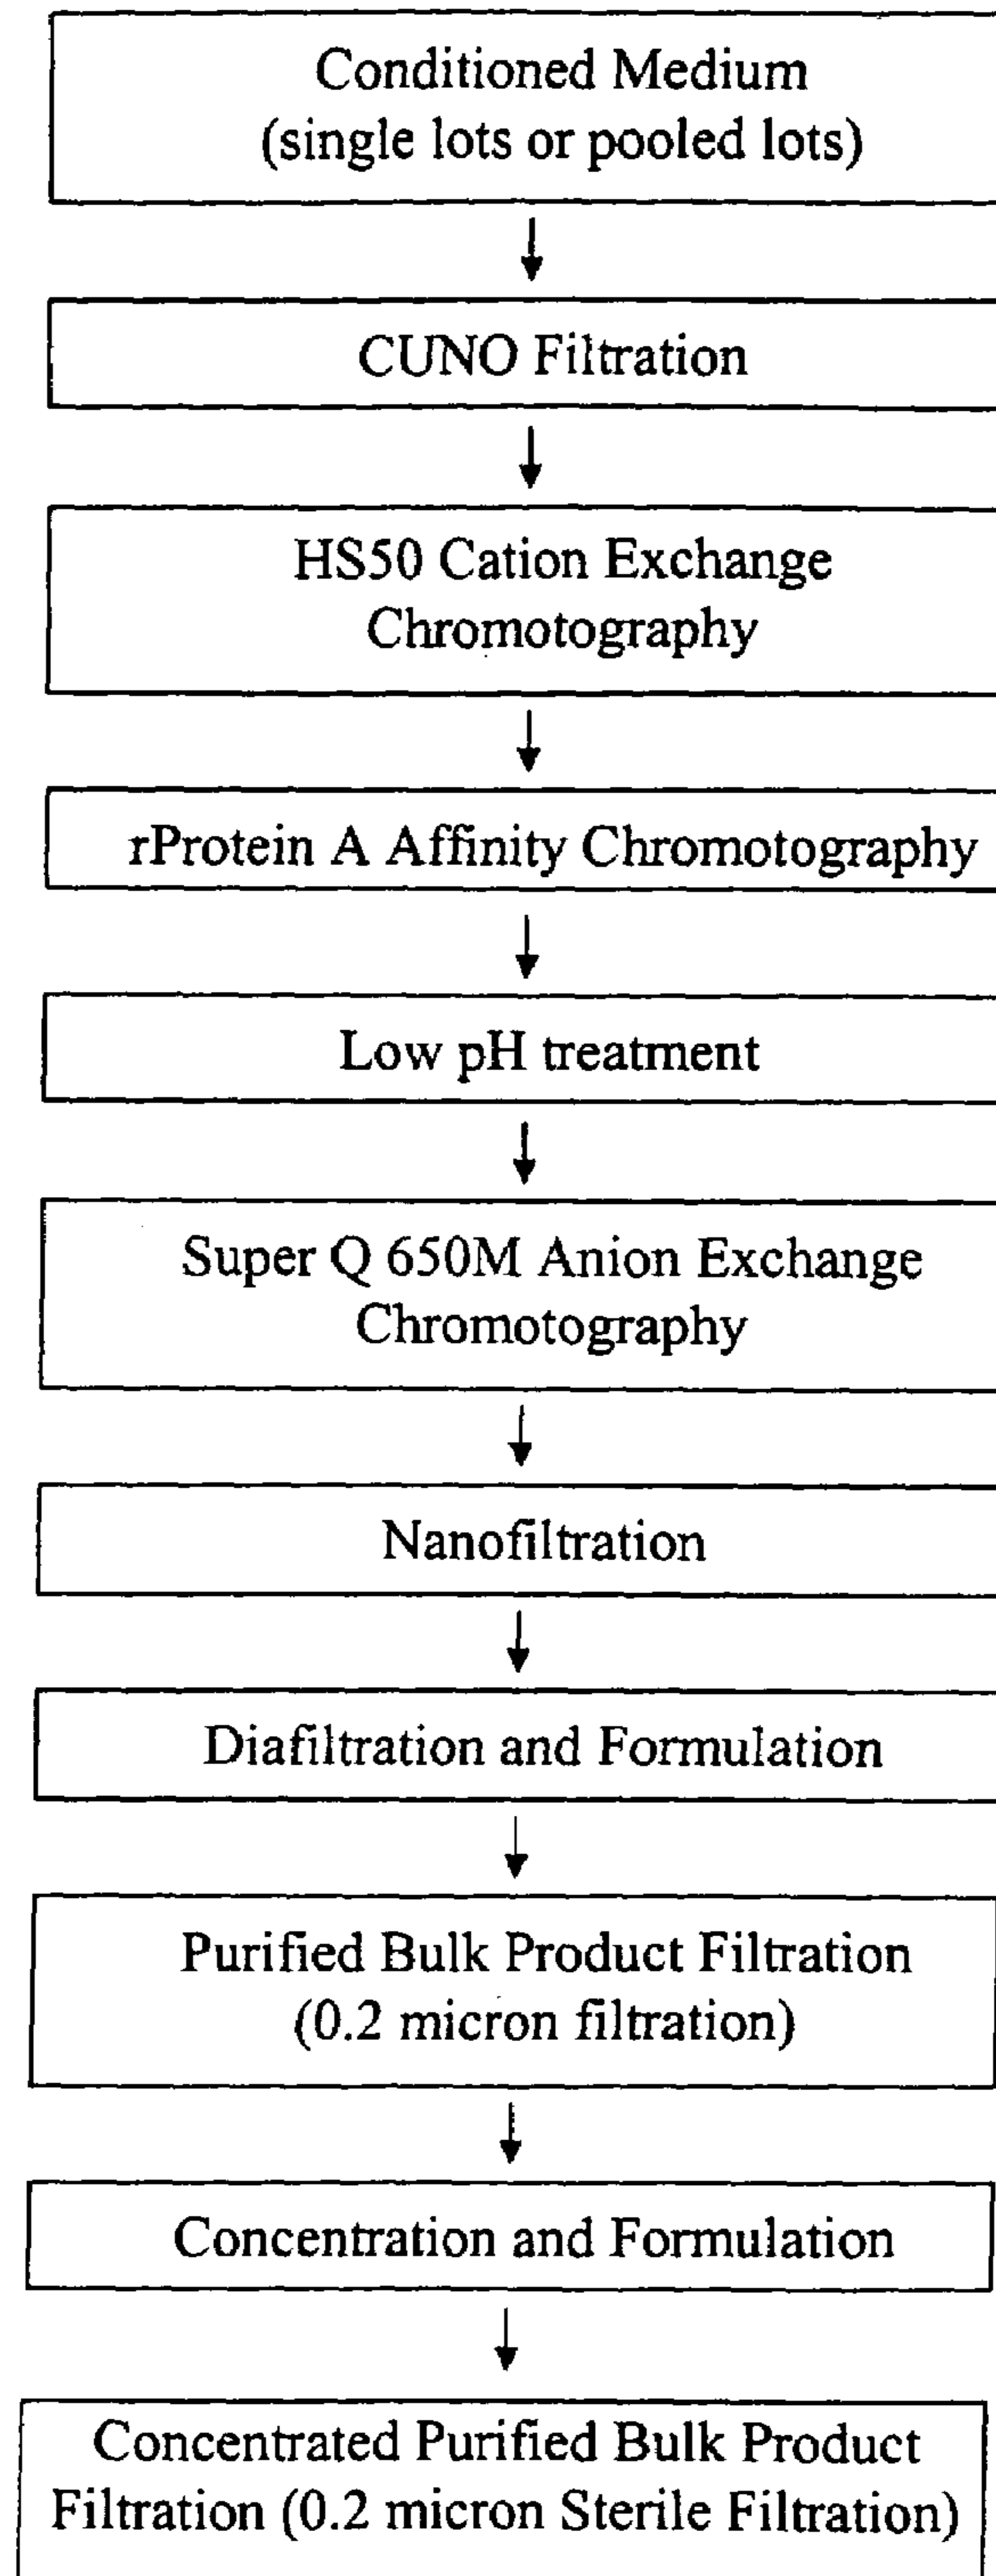 Conditioned Medium
(single lots or pooled lots)
CUNO Filtration
HS50 Cation Exchange
Chromotography
rProtein A Affinity Chromotography
Low pH treatment
Super Q 650M Anion Exchange
Chromotography
Nanofiltration
Diafiltration and Formulation
Purified Bulk Product Filtration
(0.2 micron filtration)
Concentration and Formulation
Concentrated Purified Bulk Product
Filtration (0.2 micron Sterile Filtration)